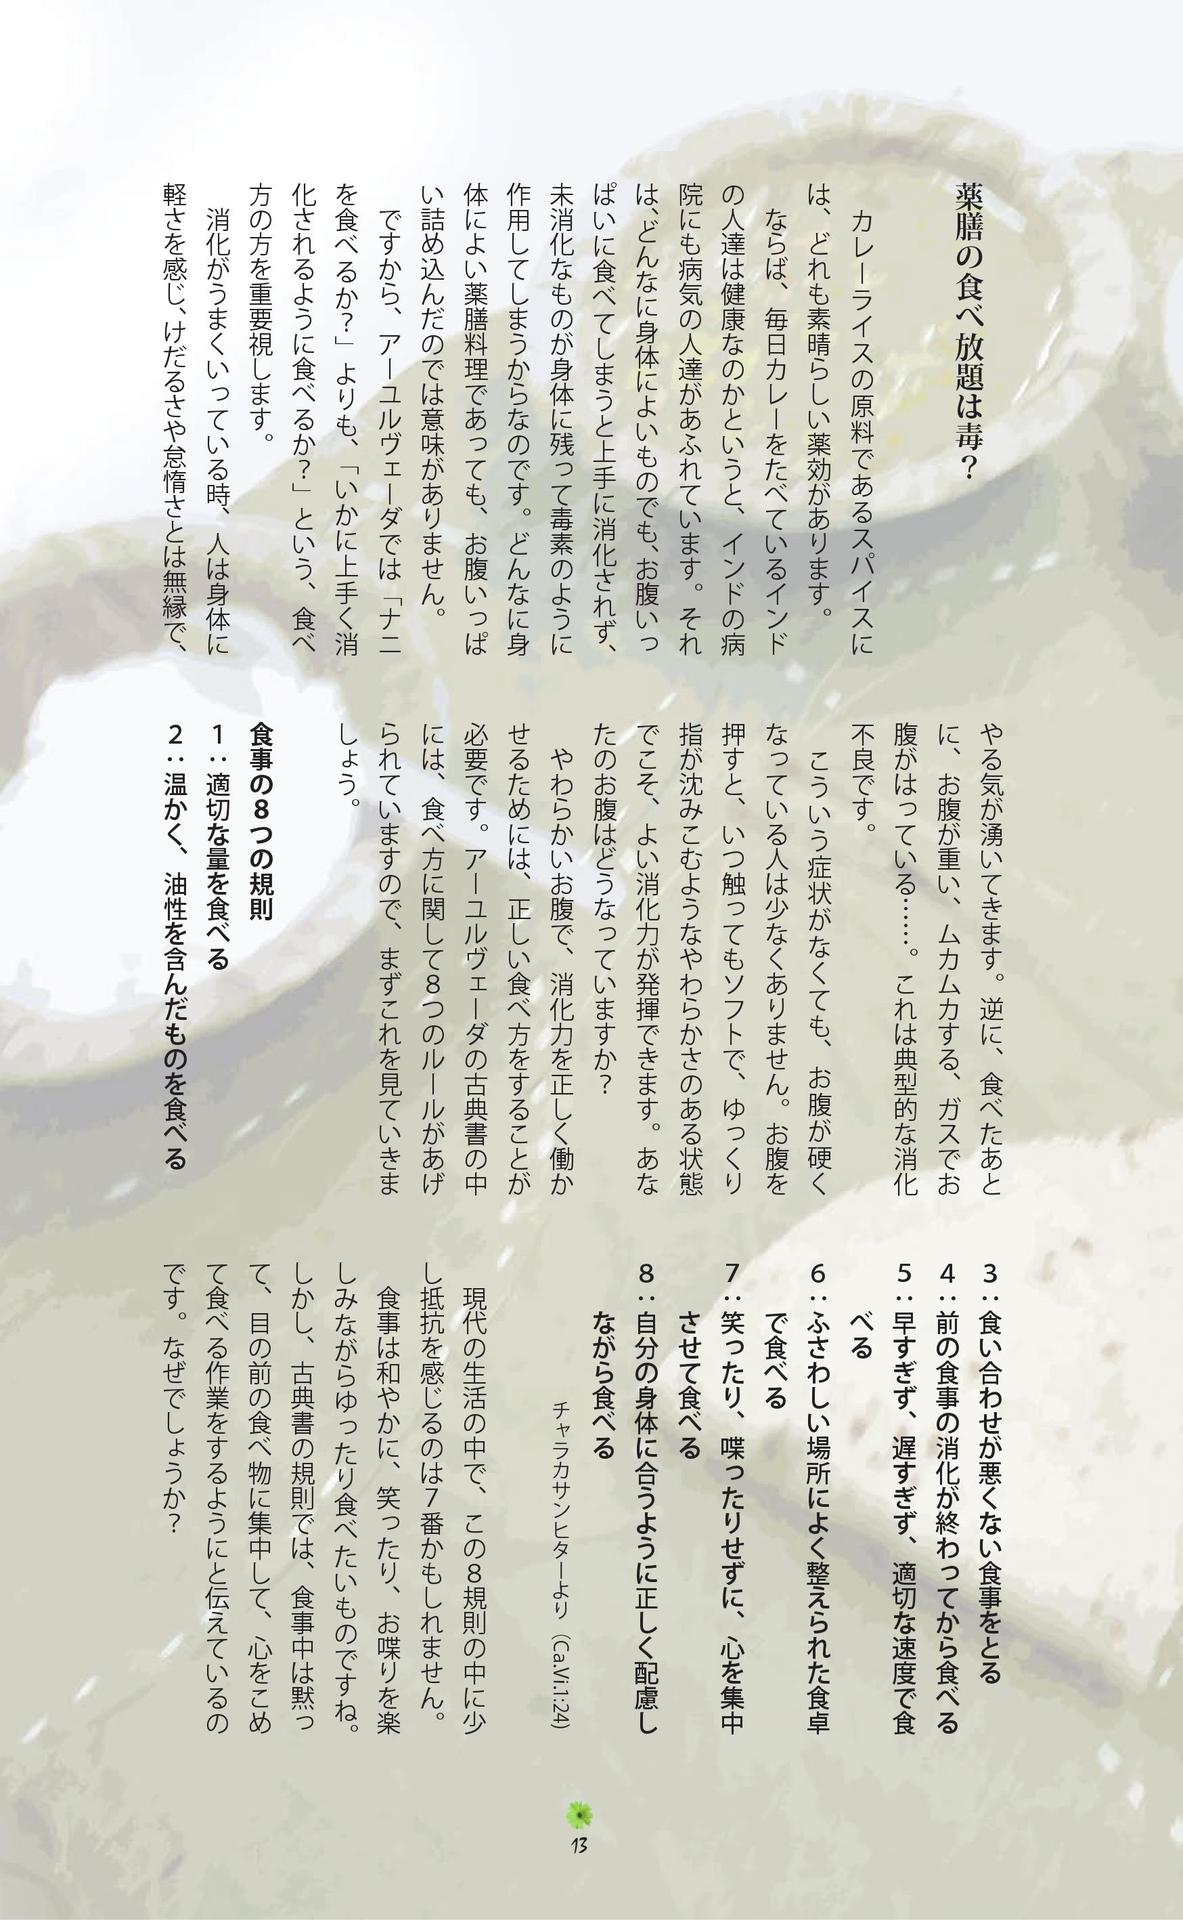 薬膳の食べ放題は毒？
　カレーライスの原料であるスパイスに
は、どれも素晴らしい薬効があります。
　ならば、毎日カレーをたべているインド
の人達は健康なのかというと、インドの病
院にも病気の人達があふれています。それ
は、どんなに身体によいものでも、お腹いっ
ぱいに食べてしまうと上手に消化されず、
未消化なものが身体に残って毒素のように
作用してしまうからなのです。どんなに身
体によい薬膳料理であっても、お腹いっぱ
い詰め込んだのでは意味がありません。
　ですから、アーユルヴェーダでは「ナニ
を食べるか？」よりも、「いかに上手く消
化されるように食べるか？」という、食べ
方の方を重要視します。
　消化がうまくいっている時、人は身体に
軽さを感じ、けだるさや怠惰さとは無縁で、
やる気が湧いてきます。逆に、食べたあと
に、お腹が重い、ムカムカする、ガスでお
腹がはっている……。これは典型的な消化
不良です。
　こういう症状がなくても、お腹が硬く
なっている人は少なくありません。お腹を
押すと、いつ触ってもソフトで、ゆっくり
指が沈みこむようなやわらかさのある状態
でこそ、よい消化力が発揮できます。あな
たのお腹はどうなっていますか？
　やわらかいお腹で、消化力を正しく働か
せるためには、正しい食べ方をすることが
必要です。アーユルヴェーダの古典書の中
には、食べ方に関して８つのルールがあげ
られていますので、まずこれを見ていきま
しょう。
食事の８つの規則
１：適切な量を食べる
２：温かく、油性を含んだものを食べる
３：食い合わせが悪くない食事をとる
４：前の食事の消化が終わってから食べる
５：早すぎず、遅すぎず、適切な速度で食
べる
６：ふさわしい場所によく整えられた食卓
で食べる
７：笑ったり、喋ったりせずに、心を集中
させて食べる
８：自分の身体に合うように正しく配慮し
ながら食べる
チャラカサンヒターより（Ca.Vi.1:24)
　現代の生活の中で、この８規則の中に少
し抵抗を感じるのは７番かもしれません。
　食事は和やかに、笑ったり、お喋りを楽
しみながらゆったり食べたいものですね。
しかし、古典書の規則では、食事中は黙っ
て、目の前の食べ物に集中して、心をこめ
て食べる作業をするようにと伝えているの
です。なぜでしょうか？
13